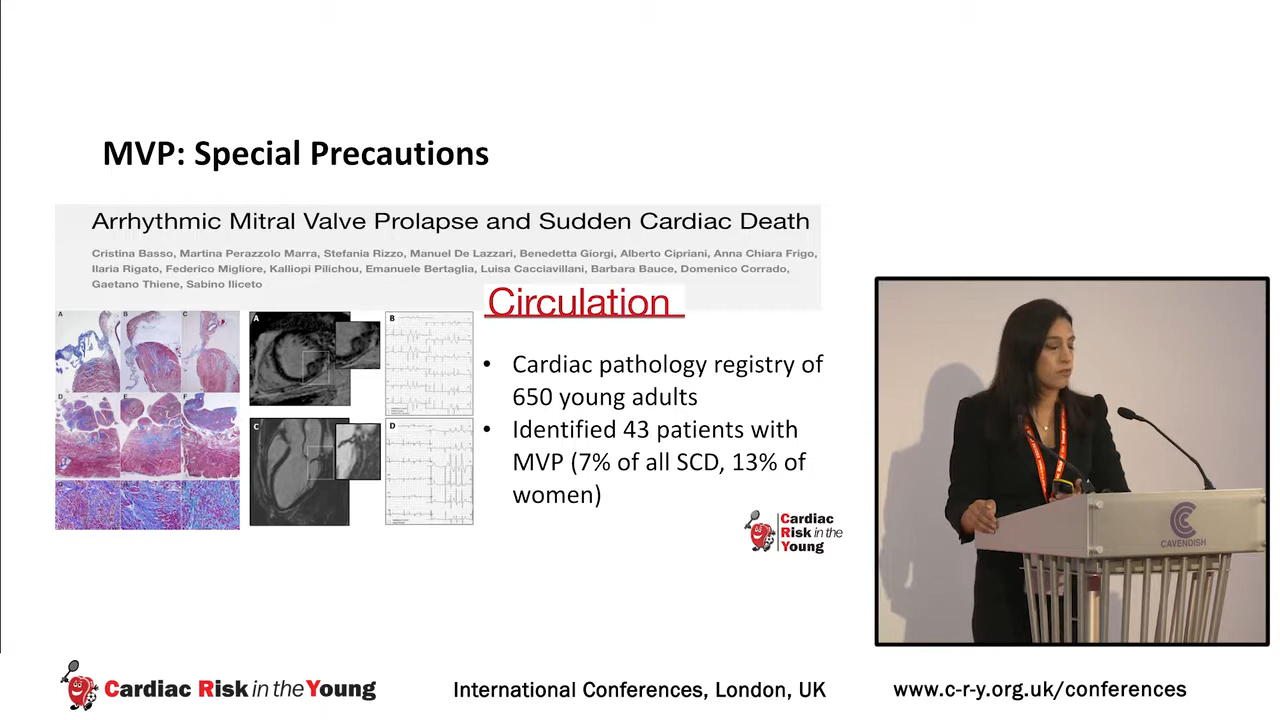 MVP: Special Precautions
Arrhythmic Mitral Valve Prolapse and Sudden Cardiac Death
Cristina Basso, Martina Perazzolo Marra, Stefania Rizzo, Manuel De Lazzari, Benedetta Giorgi, Alberto Cipriani, Anna Chiara Frigo,
Ilaria Rigato, Federico Migliore, Kalliopi Pilichou, Emanuele Bertaglia, Luisa Cacciavillani, Barbara Bauce, Domenico Corrado,
Gaetano Thiene, Sabino Iliceto
Circulation
A B C
D E F
G
A
B
C
D
• Cardiac pathology registry of
650 young adults
• Identified 43 patients with
MVP (7% of all SCD, 13% of
women)
Cardiac
Risk in the
Young
CAVENDISH
Cardiac Risk in the Young
International Conferences, London, UK
www.c-r-y.org.uk/conferences